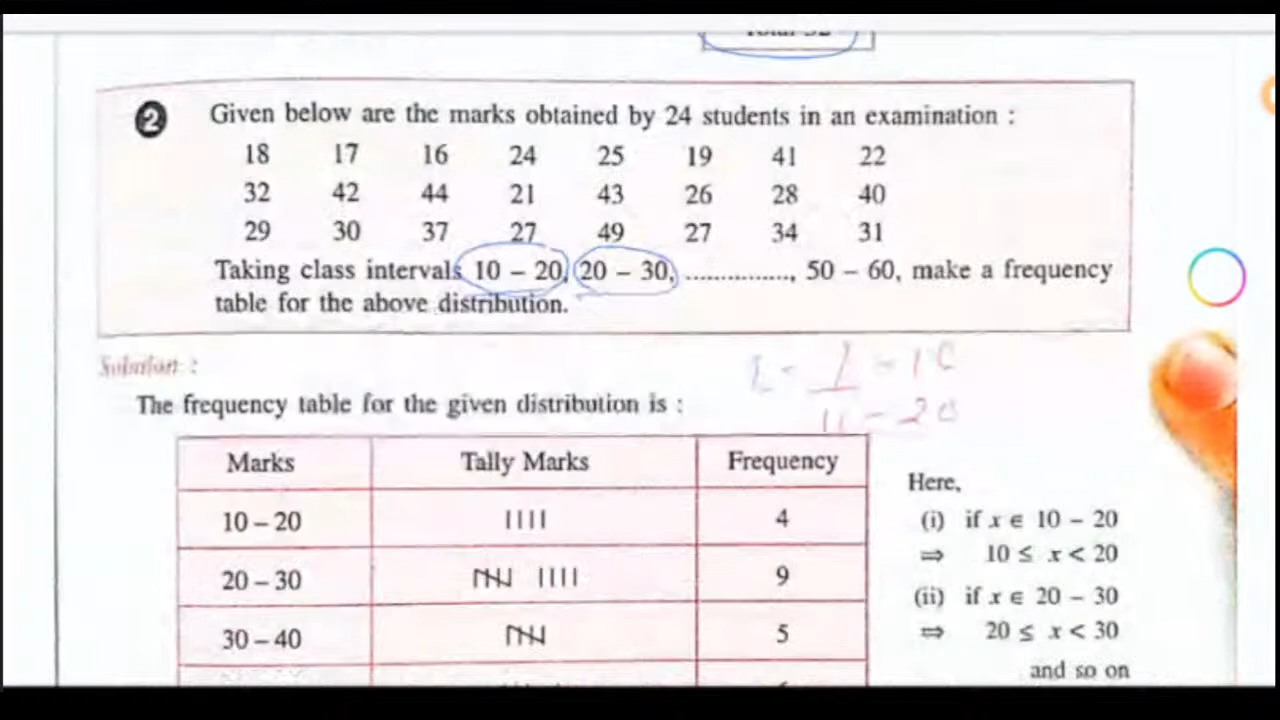 Total 32
2 Given below are the marks obtained by 24 students in an examination :
18 17 16 24 25 19 41 22
32 42 44 21 43 26 28 40
29 30 37 27 49 27 34 31
Taking class intervals 10 – 20, 20 – 30, ..............., 50 – 60, make a frequency
table for the above distribution.
Solution :
The frequency table for the given distribution is :
Marks Tally Marks Frequency
10 – 20 |||| 4
20 – 30 9
30 – 40 5
Here,
(i) if x ∈ 10 – 20
⇒ 10 ≤ x < 20
(ii) if x ∈ 20 – 30
⇒ 20 ≤ x < 30
and so on